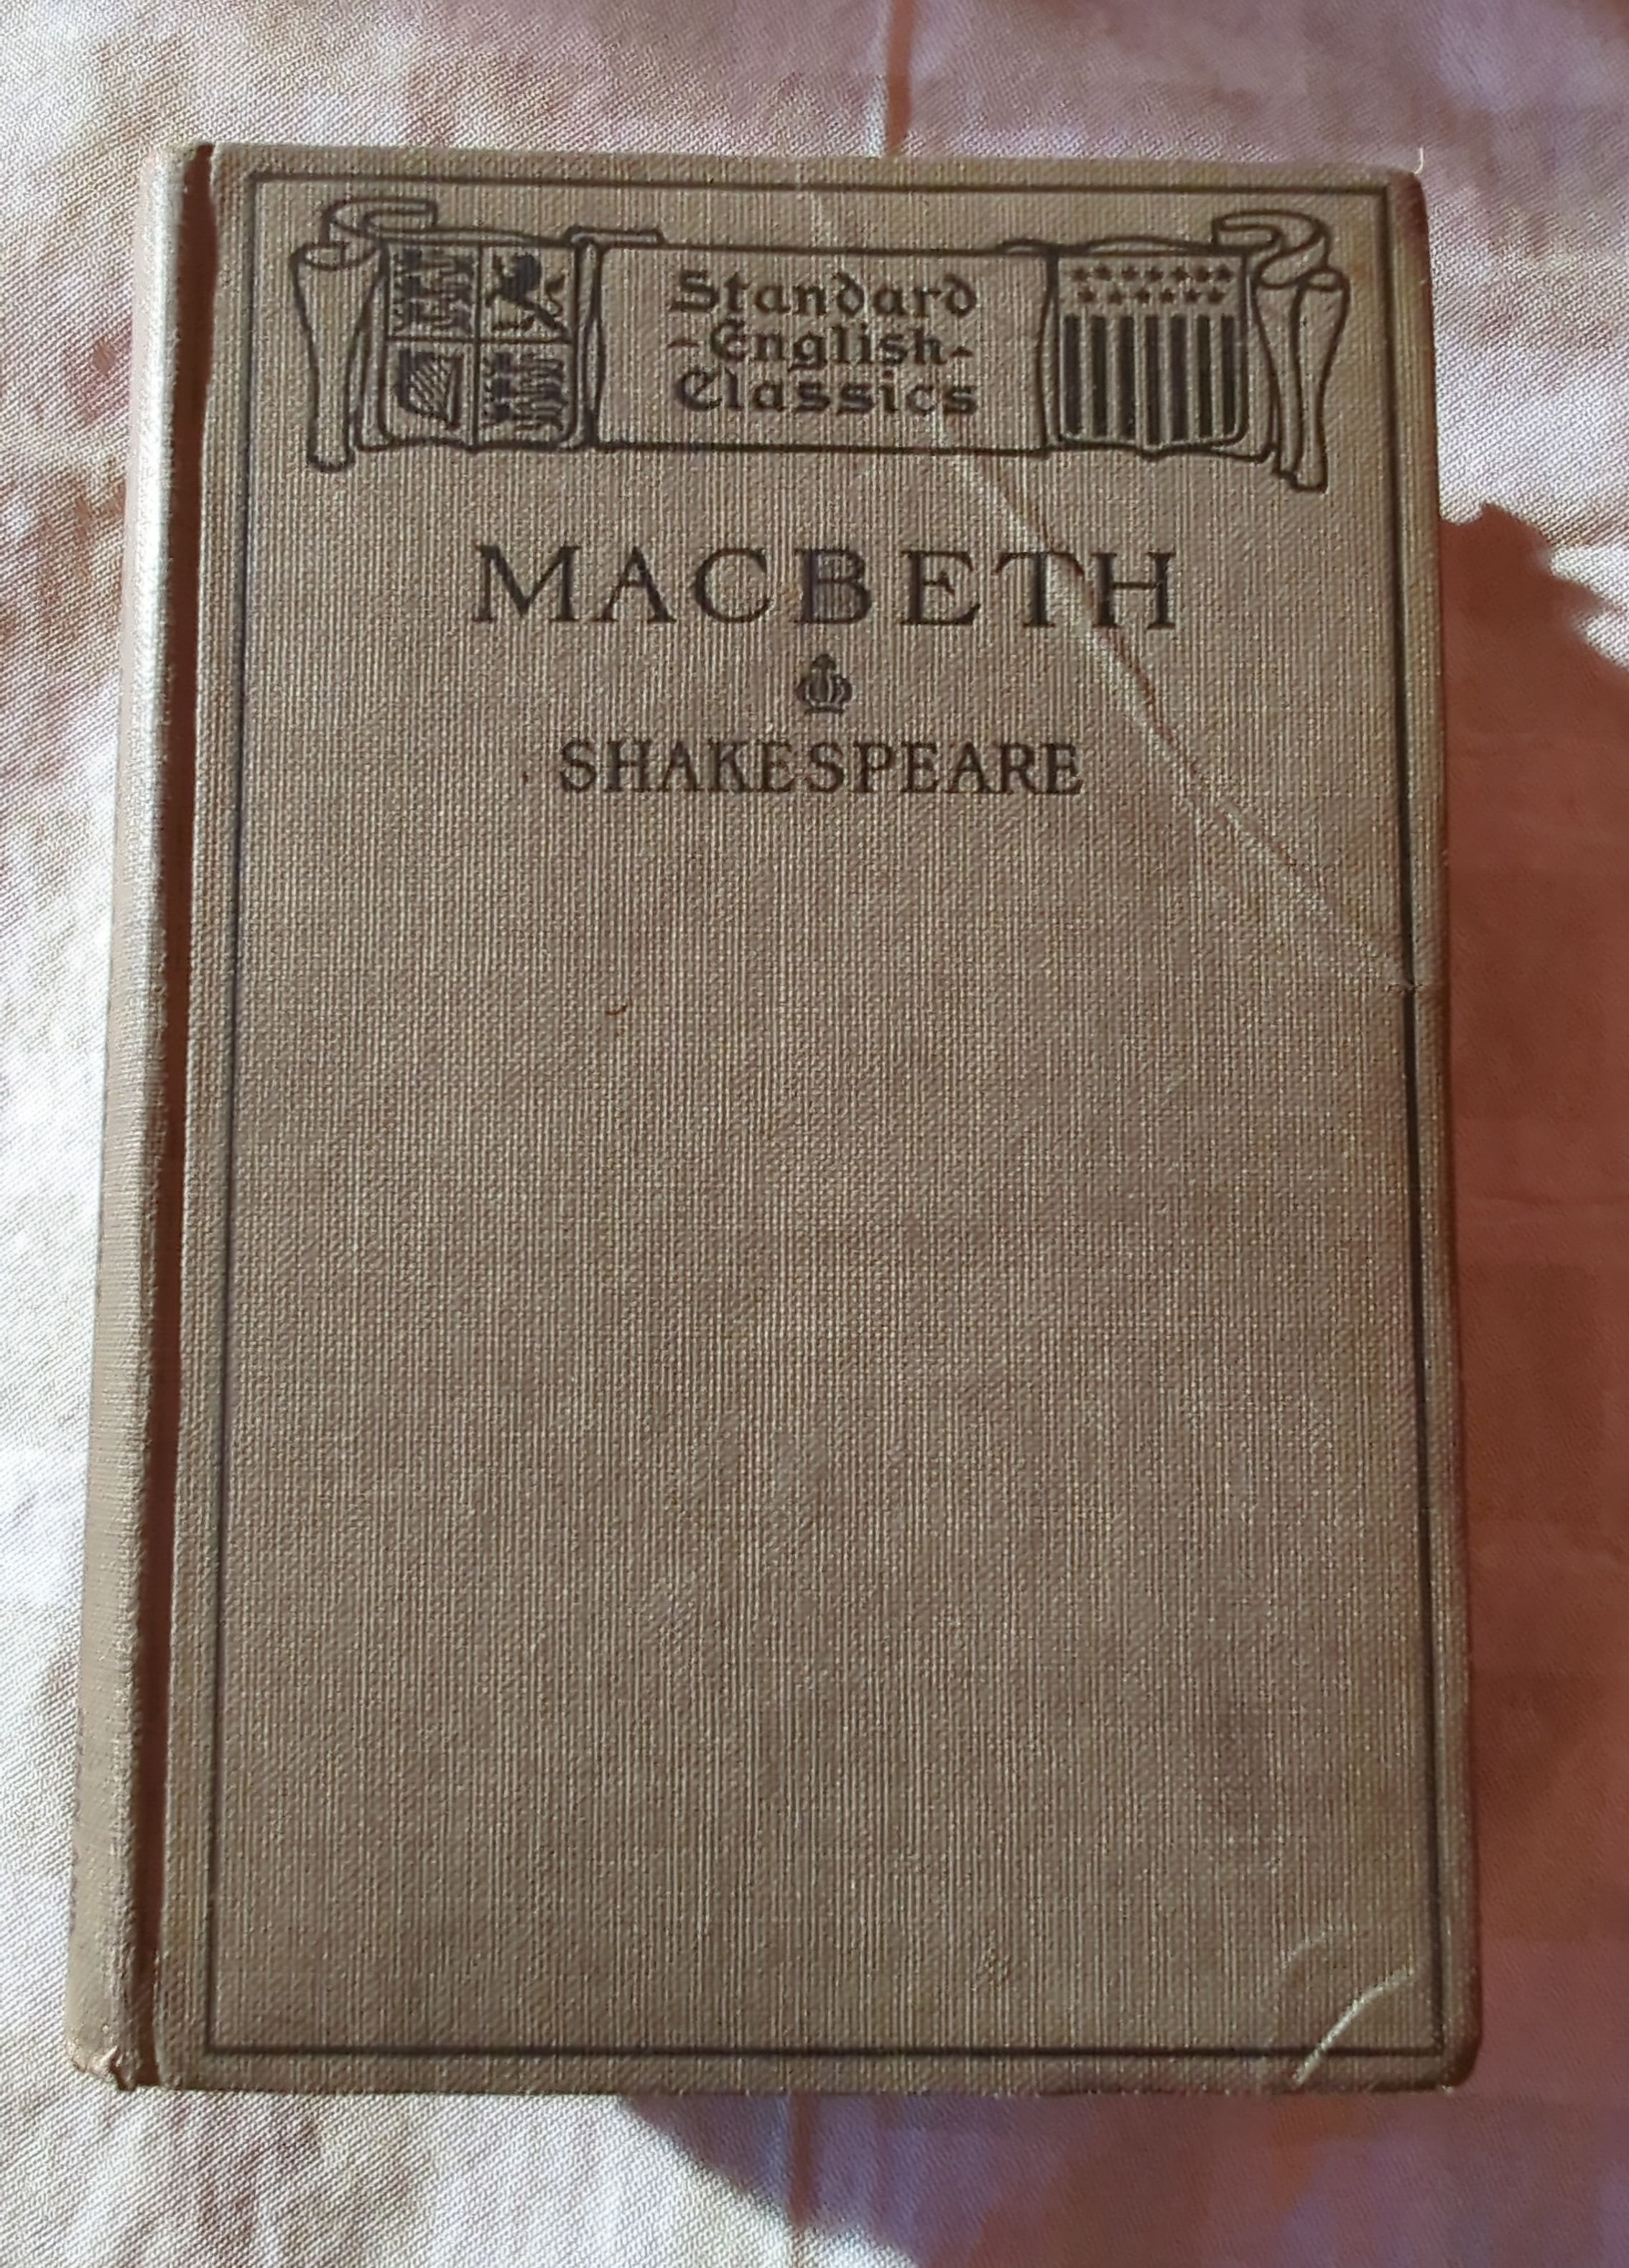 Standard
-English-
Classics
MACBETH
SHAKESPEARE